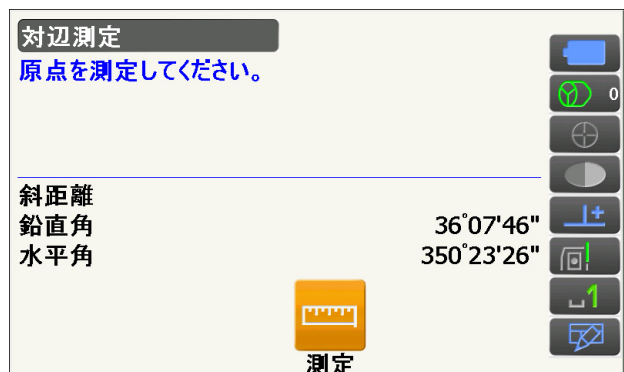 対辺測定
原点を測定してください。
0
斜距離
鉛直角 36°07'46"
水平角 350°23'26"
1
測定